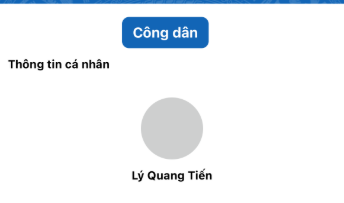 Công dân
Thông tin cá nhân
Lý Quang Tiến